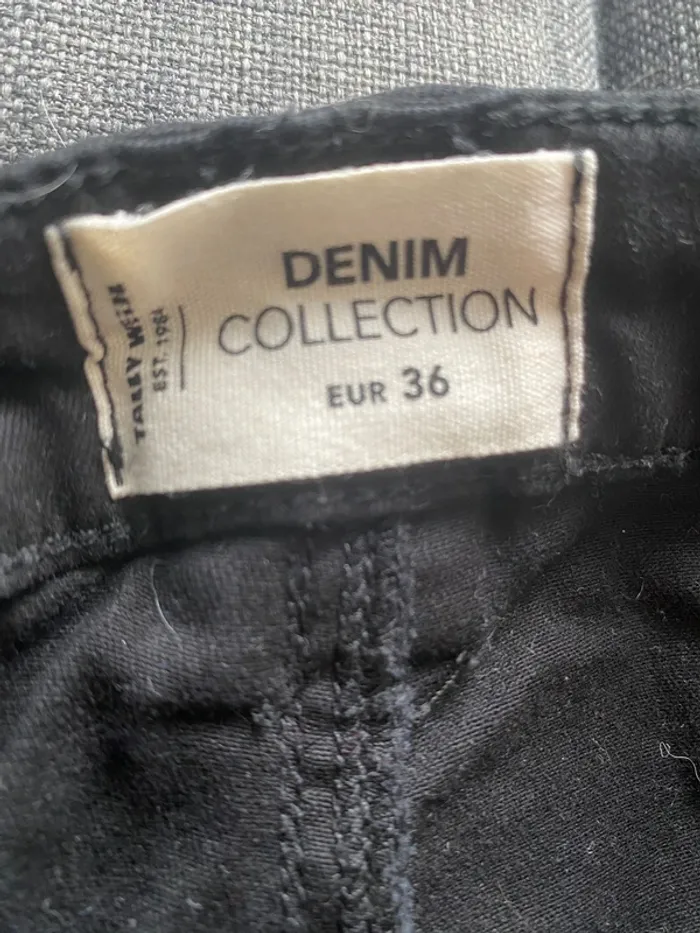 DENIM
COLLECTION
EUR 36
TALLY WEiJL
EST. 1984